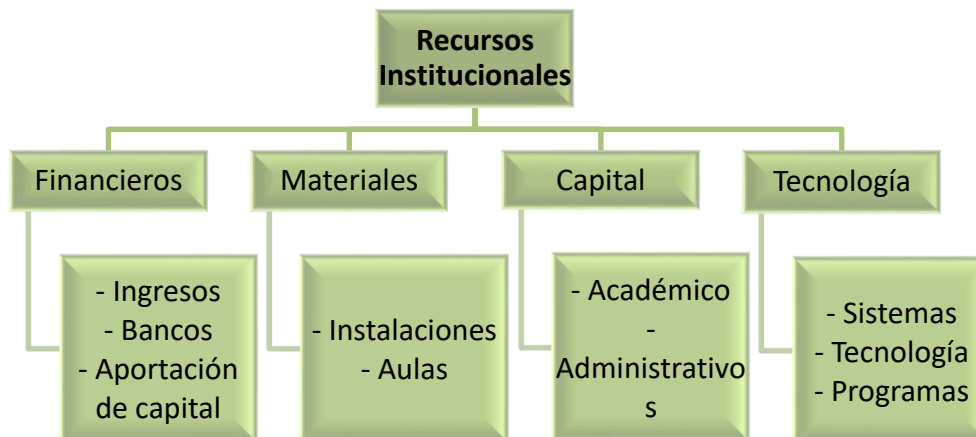 Recursos
Institucionales
Financieros
Materiales
Capital
Tecnología
- Ingresos
- Bancos
- Aportación
de capital
- Instalaciones
- Aulas
- Académico
-
Administrativo
s
- Sistemas
- Tecnología
- Programas